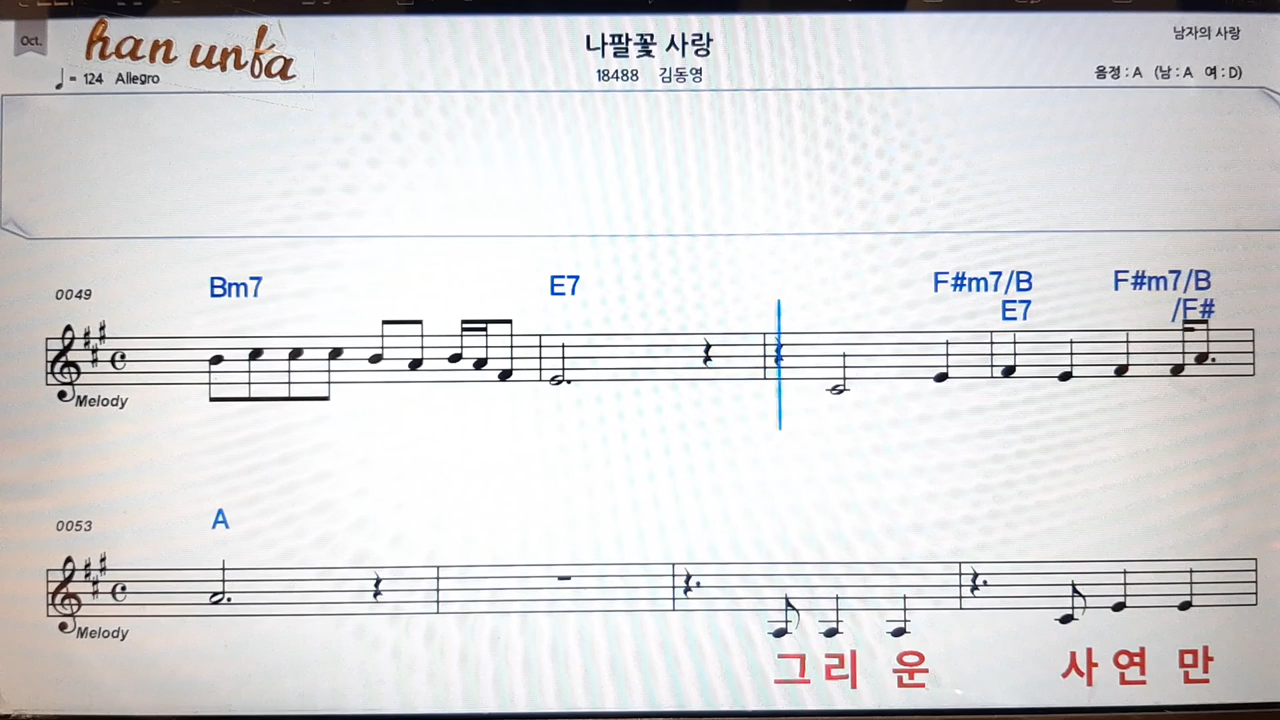 Oct.
han unfa
나팔꽃 사랑
남자의 사랑
♩= 124 Allegro
18488 김동영
음정 : A (남 : A 여 : D)
0049
Bm7 E7 F#m7/B F#m7/B
E7 /F#
Melody
0053
A
Melody
그 리 운 사 연 만